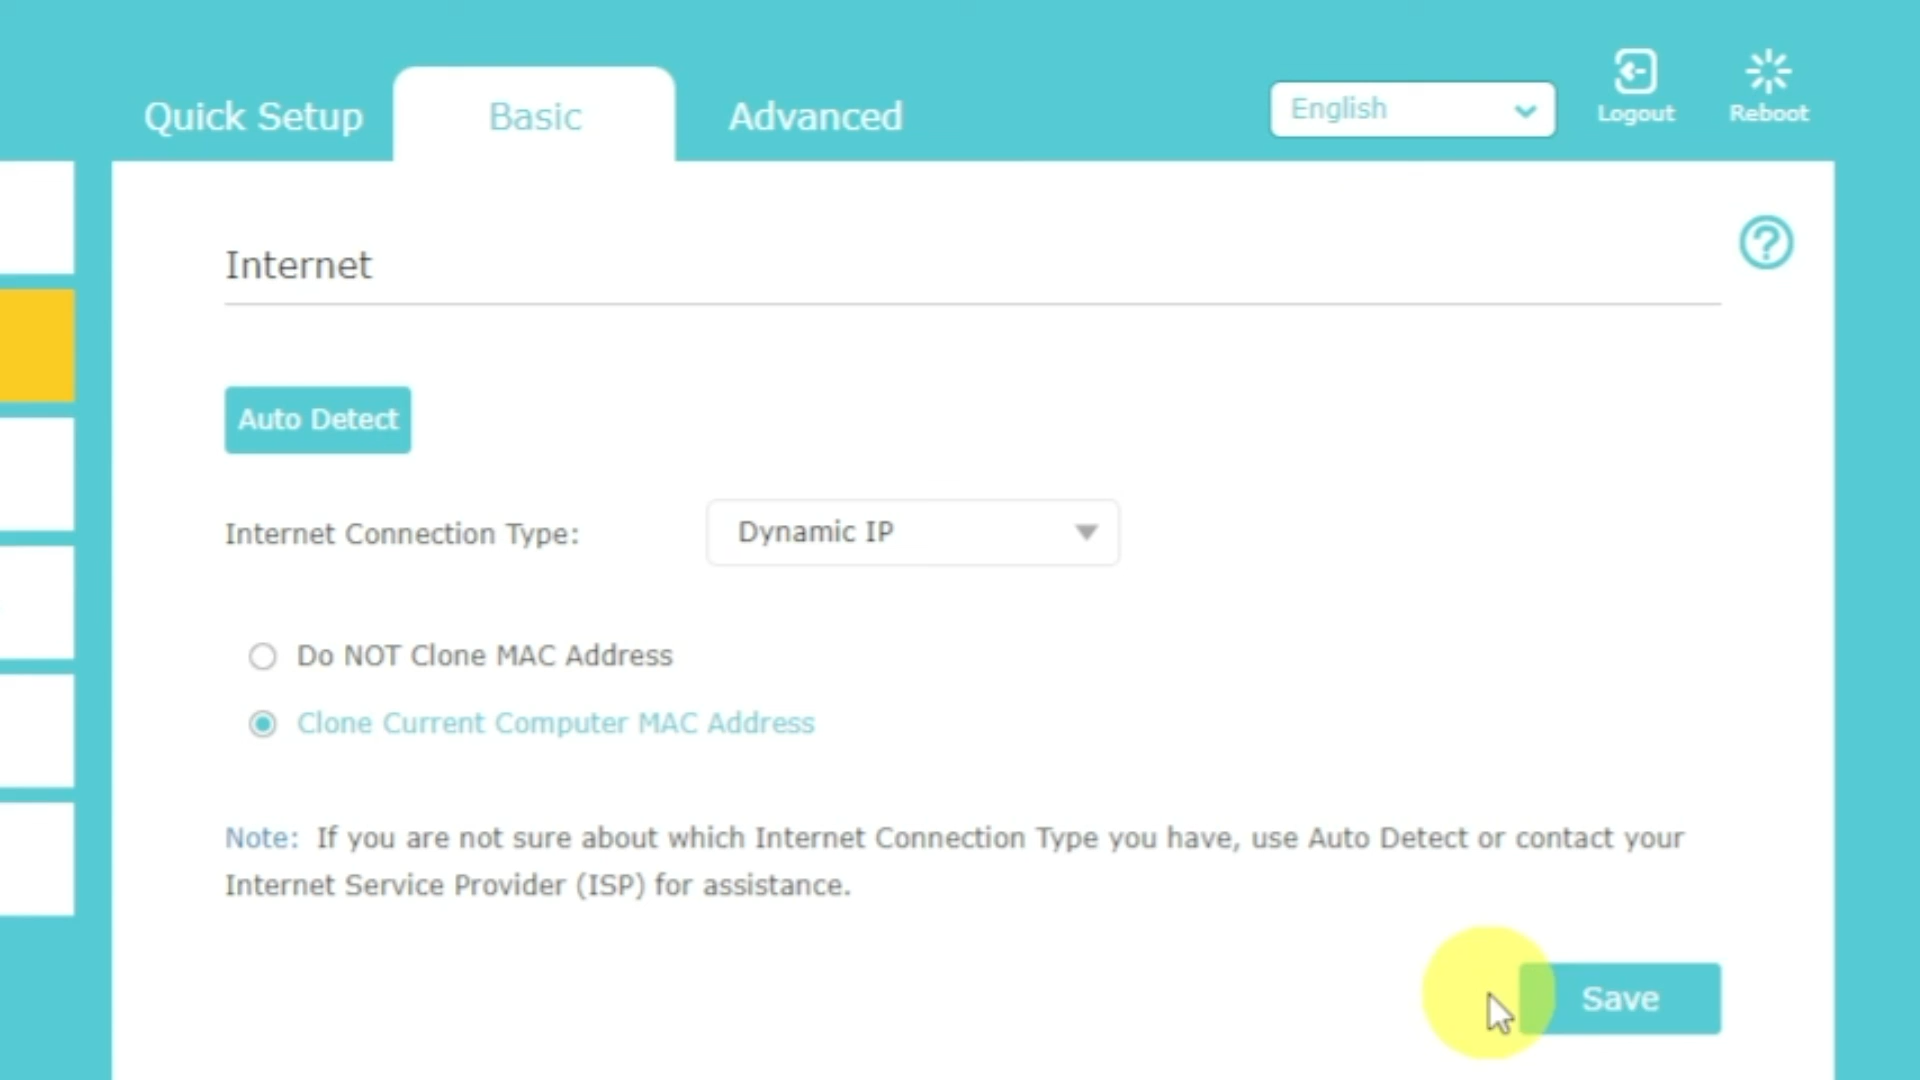 Quick Setup
Basic
Advanced
English
Logout
Reboot
Internet
Auto Detect
Internet Connection Type:
Dynamic IP
Do NOT Clone MAC Address
Clone Current Computer MAC Address
Note: If you are not sure about which Internet Connection Type you have, use Auto Detect or contact your
Internet Service Provider (ISP) for assistance.
Save